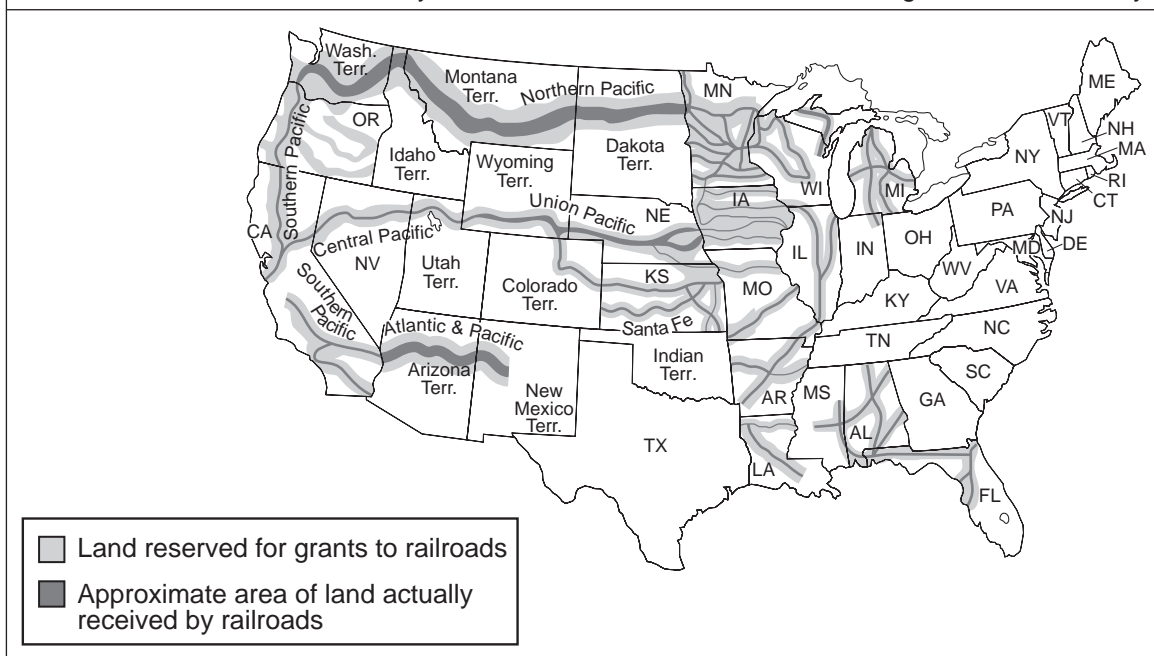 Wash.
Terr.
Montana
Terr.
Northern Pacific
MN
ME
VT
NH
MA
RI
CT
NY
OR
Southern Pacific
Idaho
Terr.
Wyoming
Terr.
Dakota
Terr.
WI
MI
PA
NJ
DE
MD
CA
Central Pacific
NV
Union Pacific
NE
IA
IL
IN
OH
WV
VA
Utah
Terr.
Colorado
Terr.
KS
MO
KY
Southern
Pacific
Santa Fe
TN
NC
Atlantic & Pacific
Arizona
Terr.
New
Mexico
Terr.
Indian
Terr.
AR
MS
AL
GA
SC
TX
LA
FL
Land reserved for grants to railroads
Approximate area of land actually
received by railroads